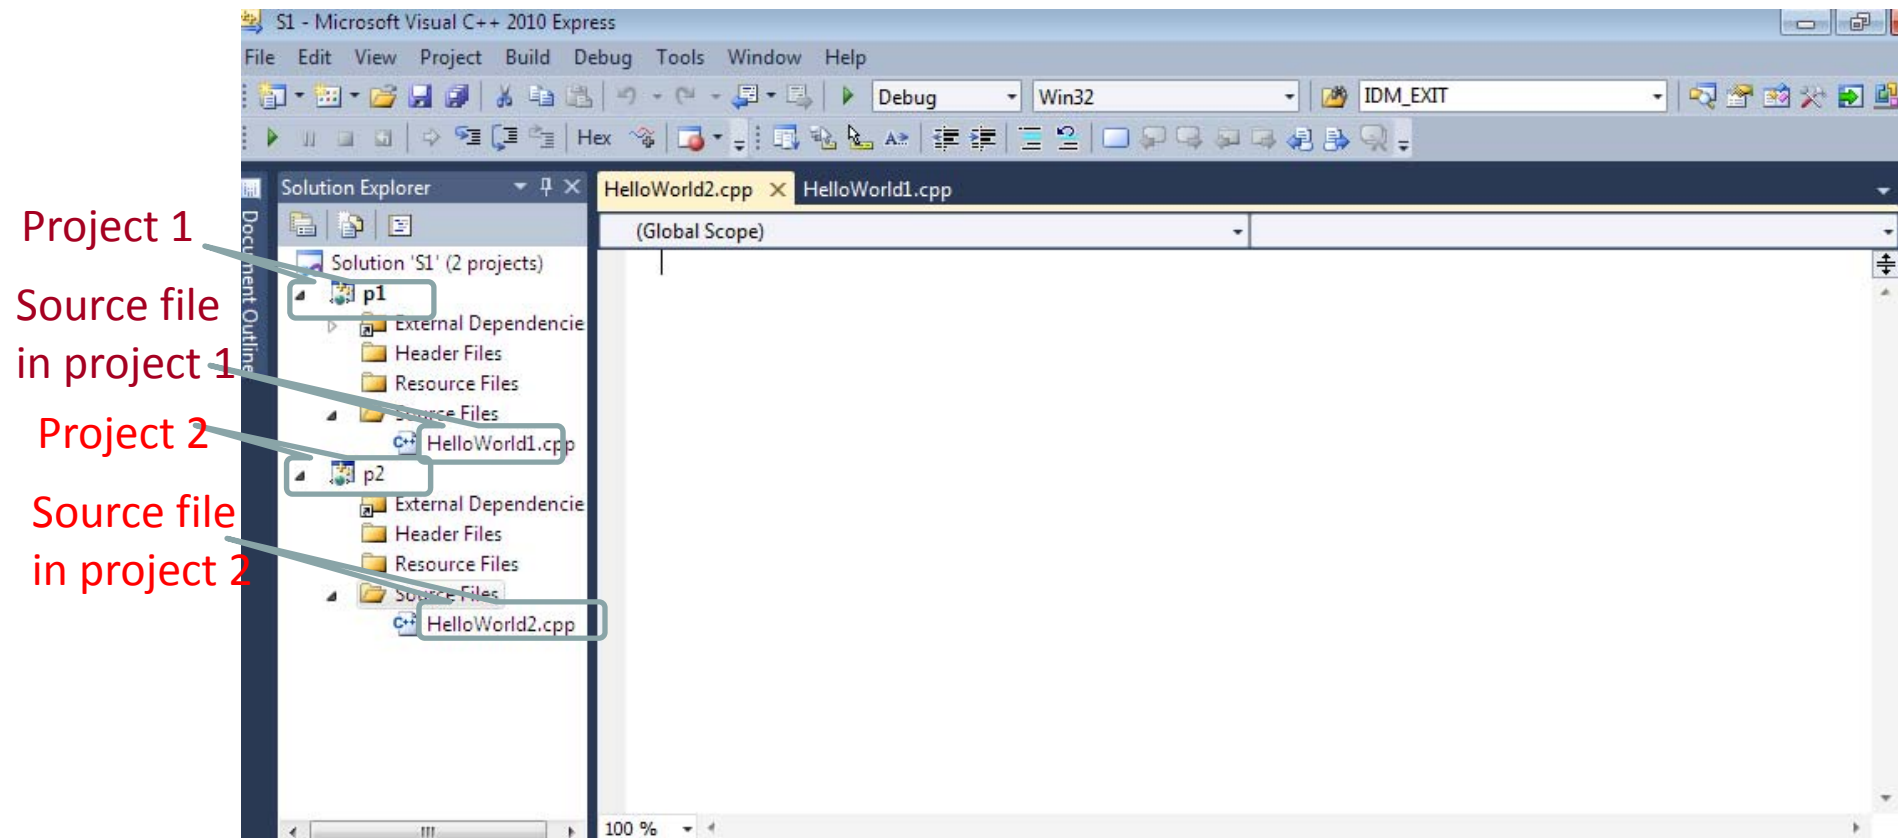 S1 - Microsoft Visual C++ 2010 Express
File Edit View Project Build Debug Tools Window Help
Debug Win32 IDM_EXIT
Hex
Document Outline
Solution Explorer
HelloWorld2.cpp HelloWorld1.cpp
(Global Scope)
Project 1
Source file
in project 1
Project 2
Source file
in project 2
Solution 'S1' (2 projects)
p1
External Dependencie
Header Files
Resource Files
Source Files
HelloWorld1.cpp
p2
External Dependencie
Header Files
Resource Files
Source Files
HelloWorld2.cpp
100 %